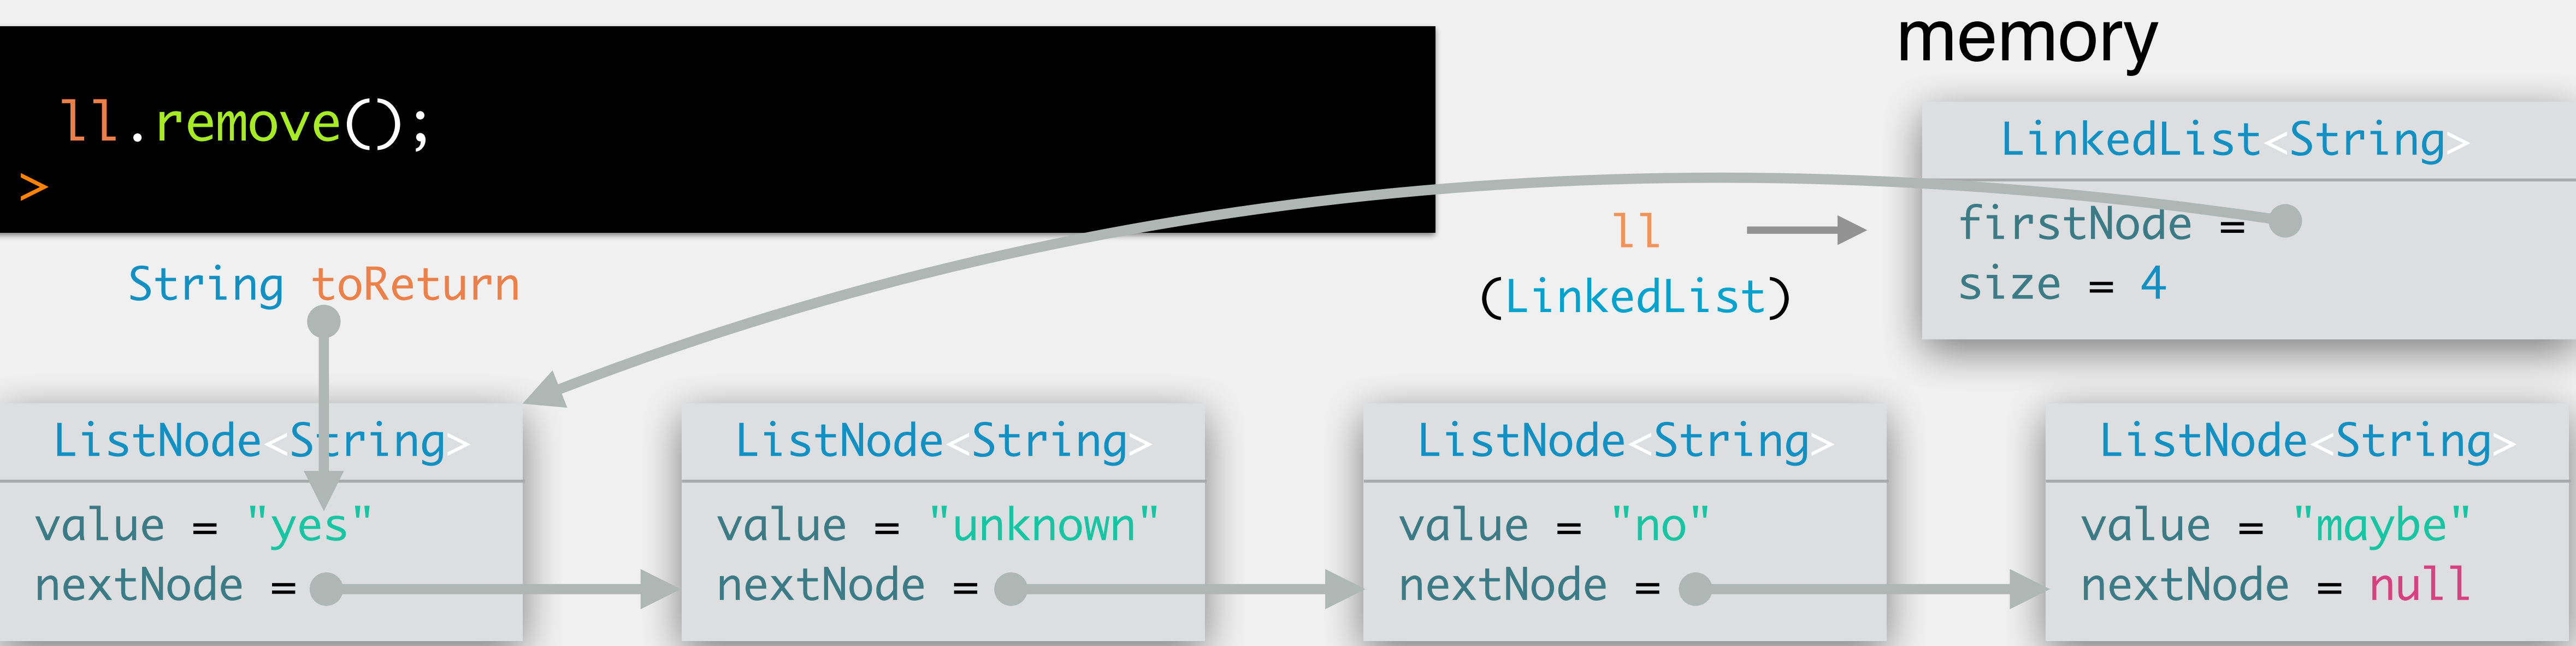 memory
ll.remove();
>
LinkedList<String>
firstNode =
size = 4
ll
(LinkedList)
String toReturn
ListNode<String>
value = "yes"
nextNode =
ListNode<String>
value = "unknown"
nextNode =
ListNode<String>
value = "no"
nextNode =
ListNode<String>
value = "maybe"
nextNode = null